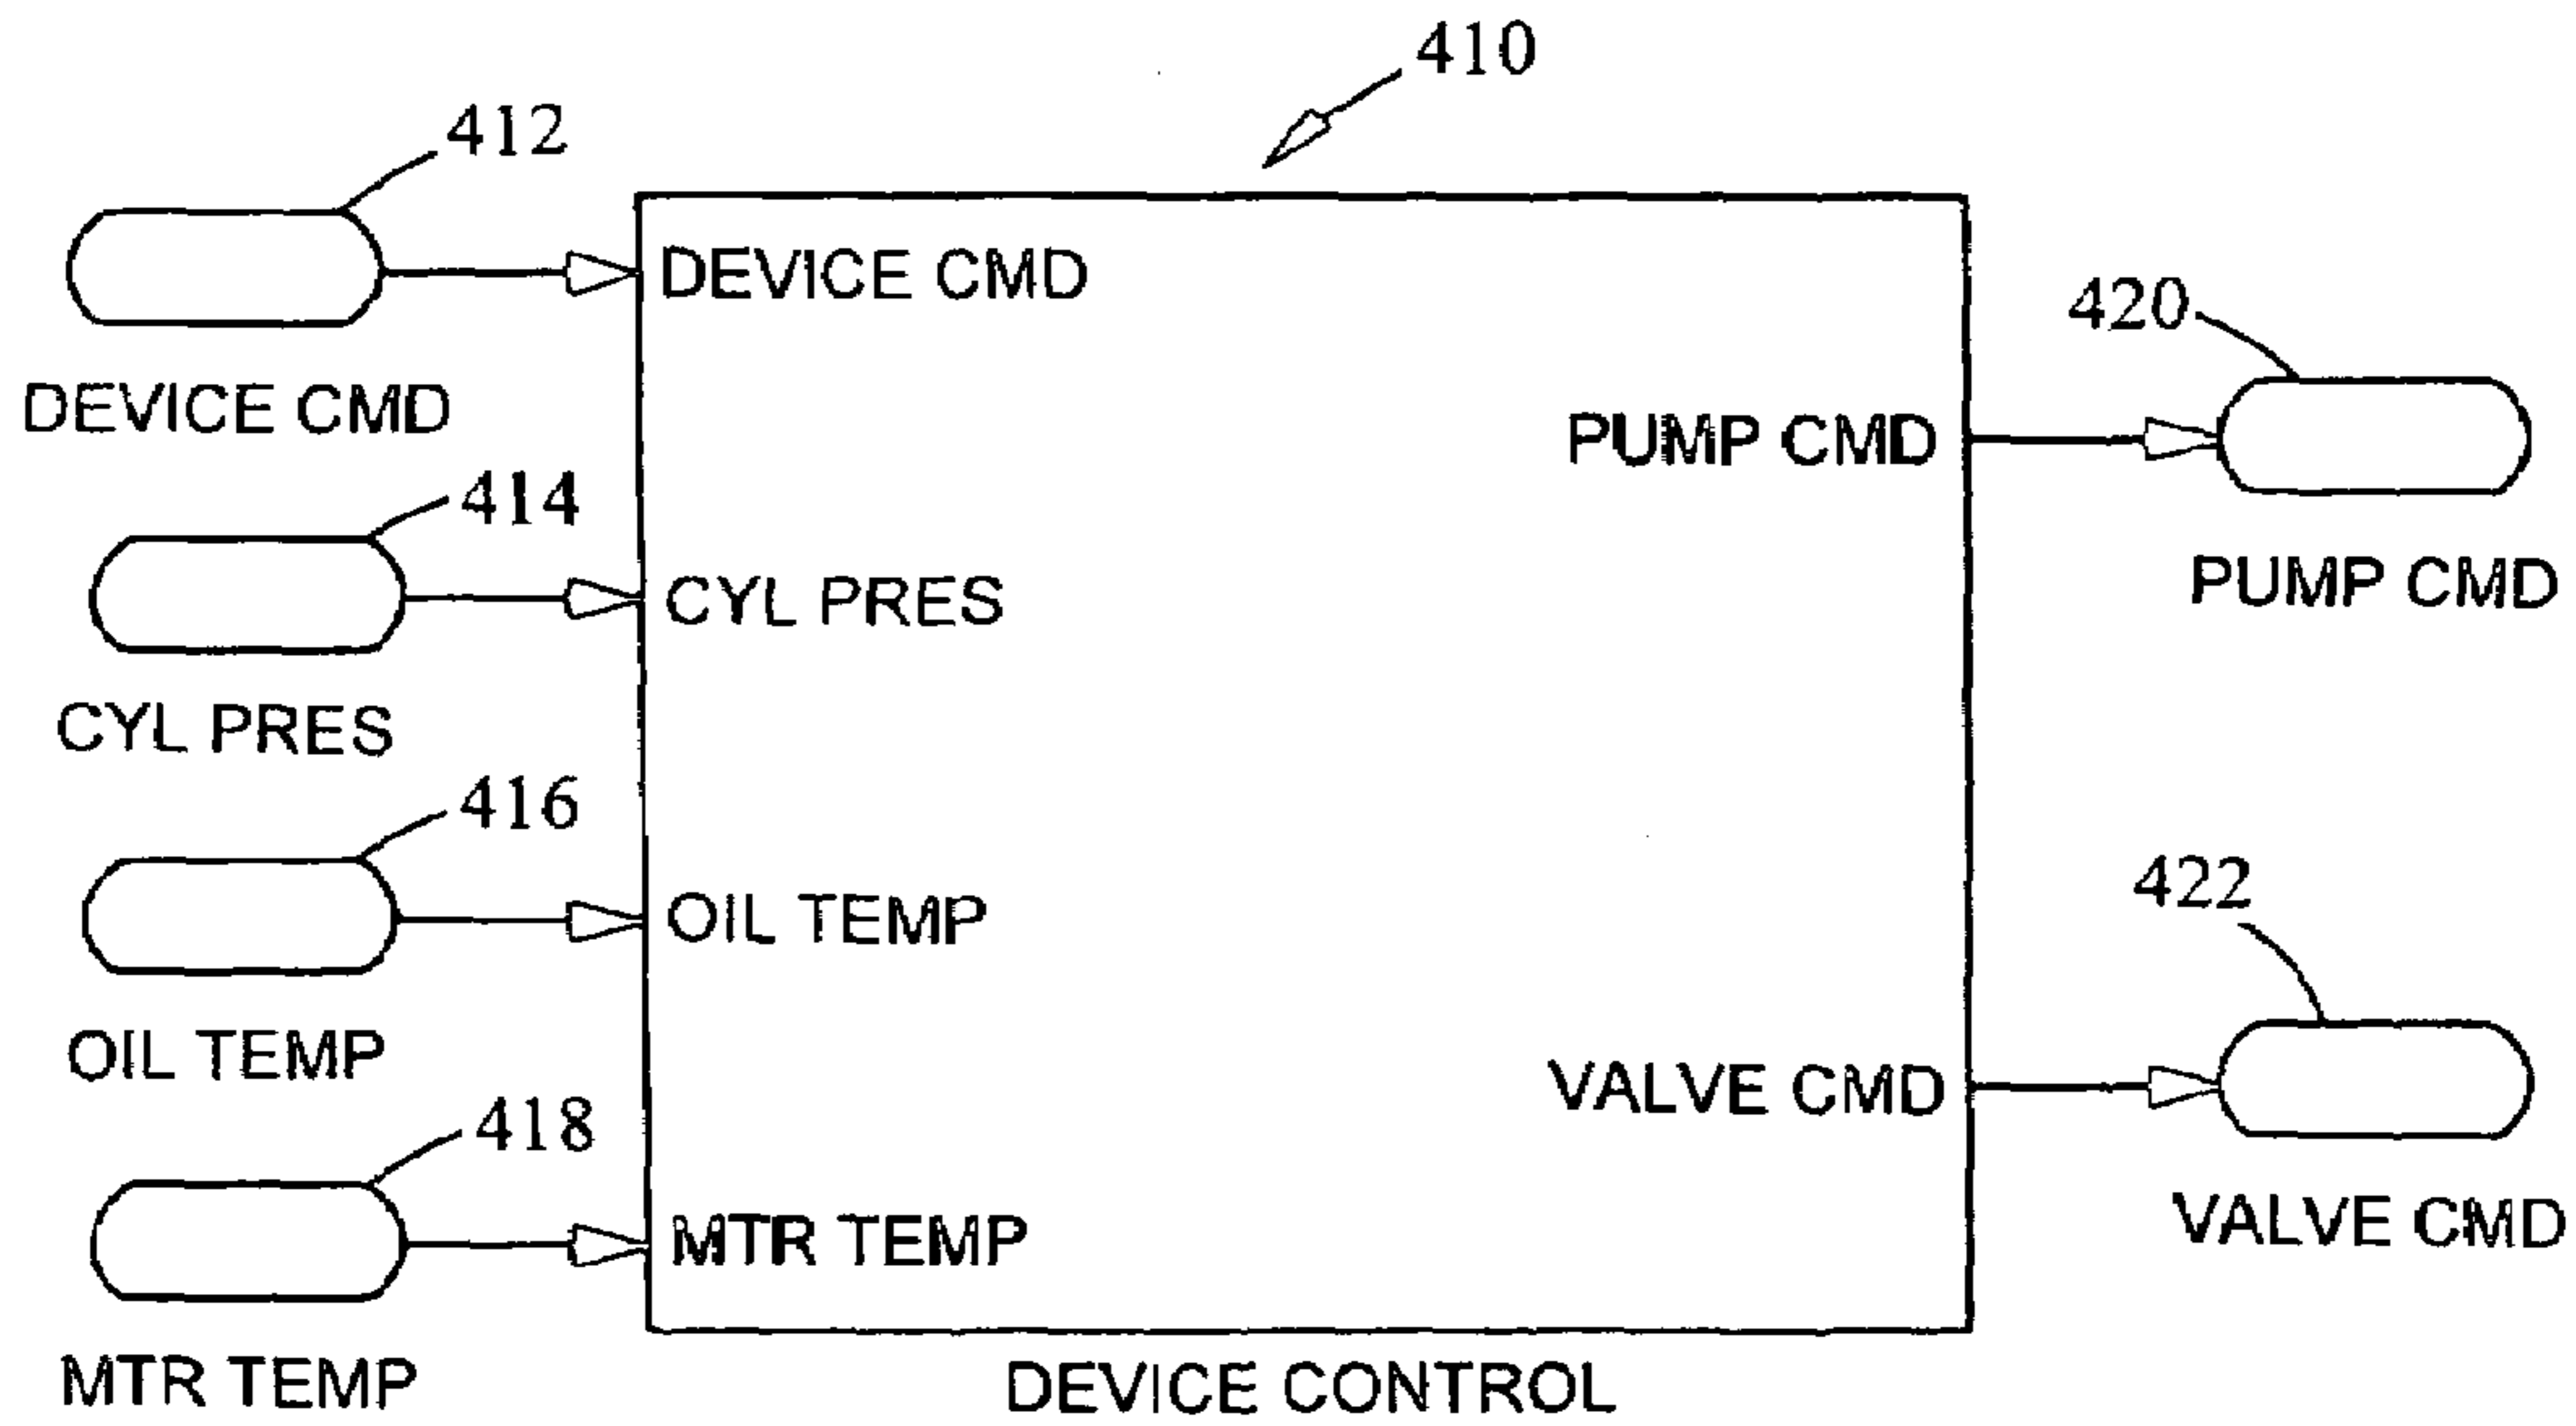 410
412
DEVICE CMD
DEVICE CMD
414
CYL PRES
CYL PRES
416
OIL TEMP
OIL TEMP
418
MTR TEMP
MTR TEMP
420
PUMP CMD
PUMP CMD
422
VALVE CMD
VALVE CMD
DEVICE CONTROL